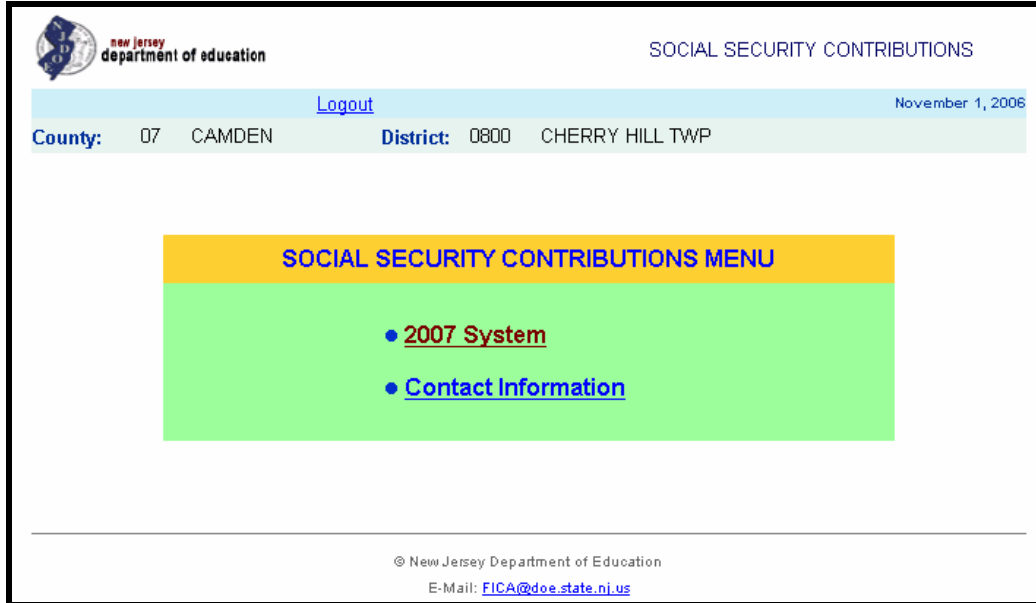 NJDOE
new jersey
department of education
SOCIAL SECURITY CONTRIBUTIONS
Logout November 1, 2006
County: 07 CAMDEN District: 0800 CHERRY HILL TWP
SOCIAL SECURITY CONTRIBUTIONS MENU
• 2007 System
• Contact Information
© New Jersey Department of Education
E-Mail: FICA@doe.state.nj.us